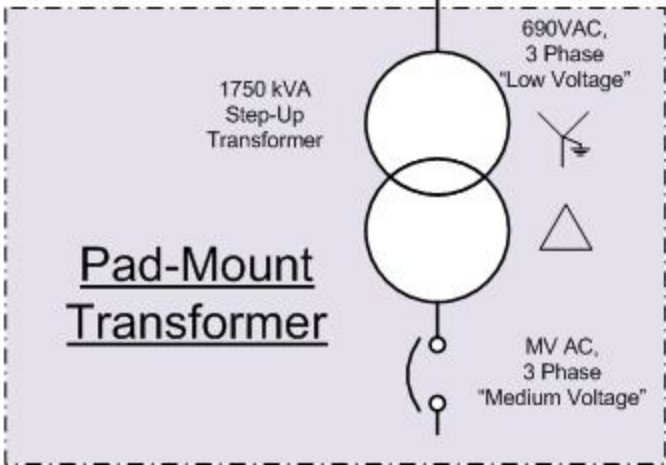 690VAC,
3 Phase
"Low Voltage"
1750 kVA
Step-Up
Transformer
Pad-Mount
Transformer
MV AC,
3 Phase
"Medium Voltage"